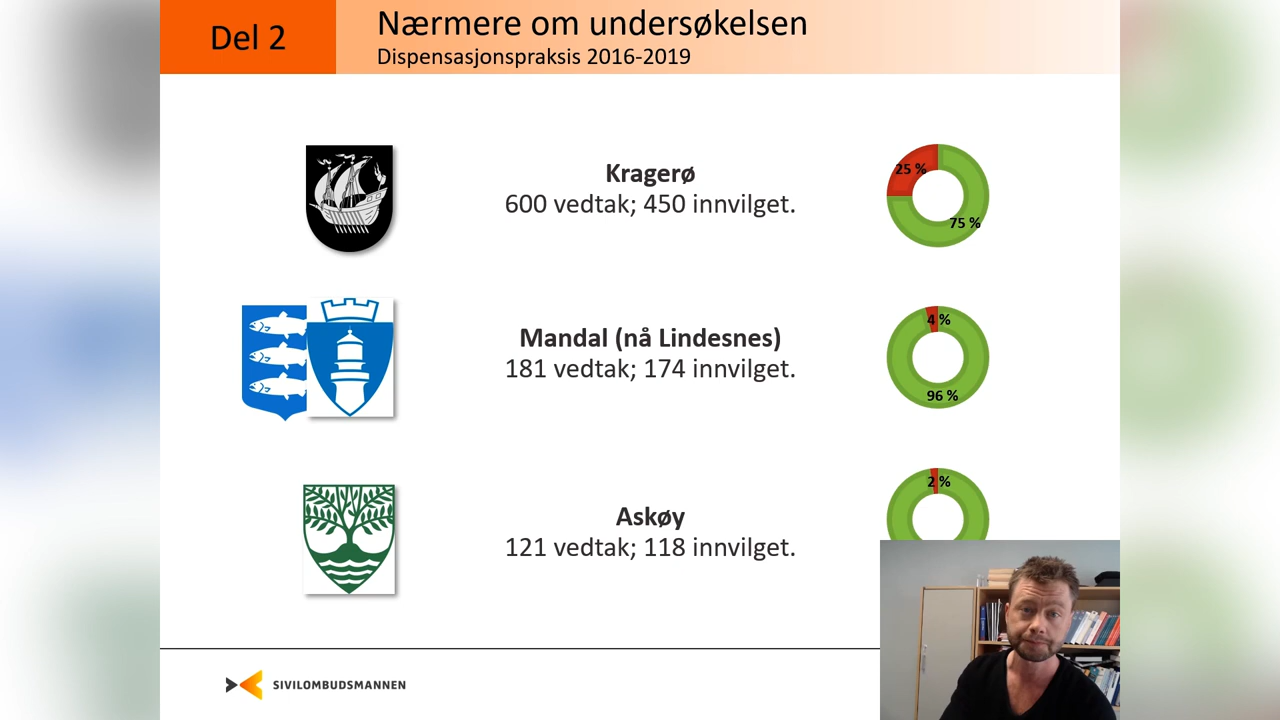 Del 2
Nærmere om undersøkelsen
Dispensasjonspraksis 2016-2019
Kragerø
600 vedtak; 450 innvilget.
25 %
75 %
Mandal (nå Lindesnes)
181 vedtak; 174 innvilget.
4 %
96 %
Askøy
121 vedtak; 118 innvilget.
2 %
SIVILOMBUDSMANNEN